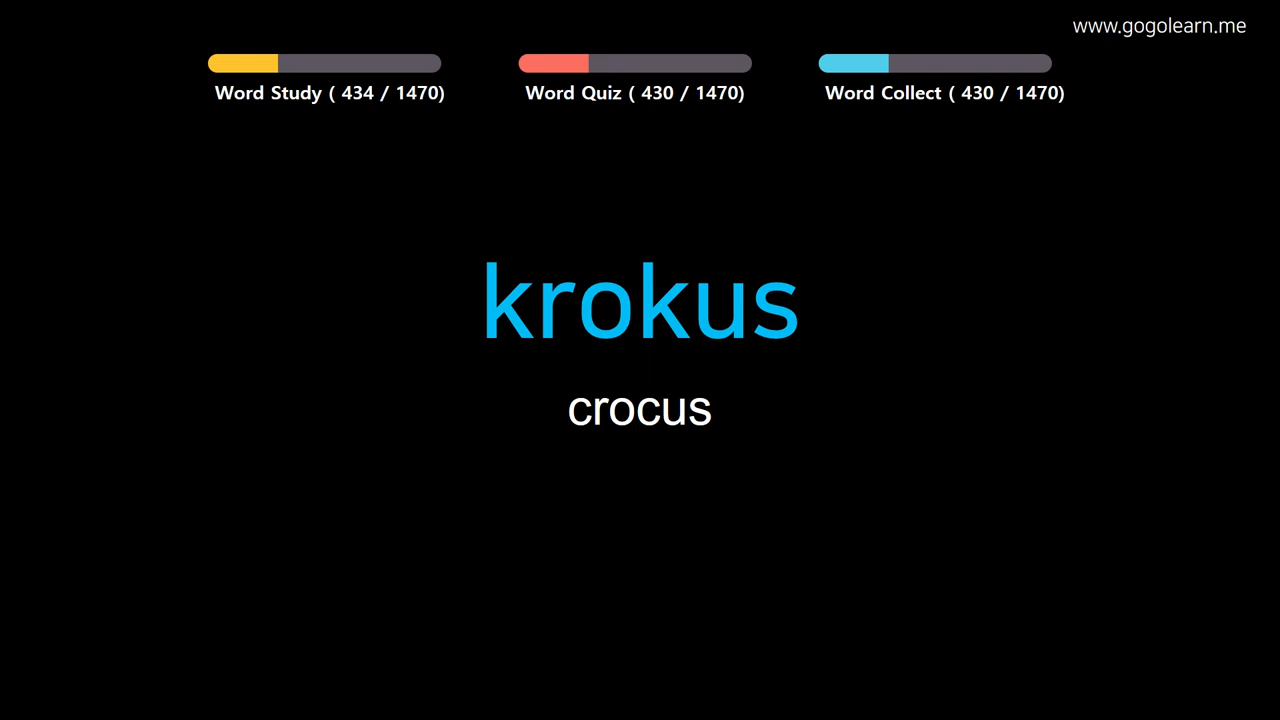 www.gogolearn.me
Word Study ( 434 / 1470)
Word Quiz ( 430 / 1470)
Word Collect ( 430 / 1470)
krokus
crocus